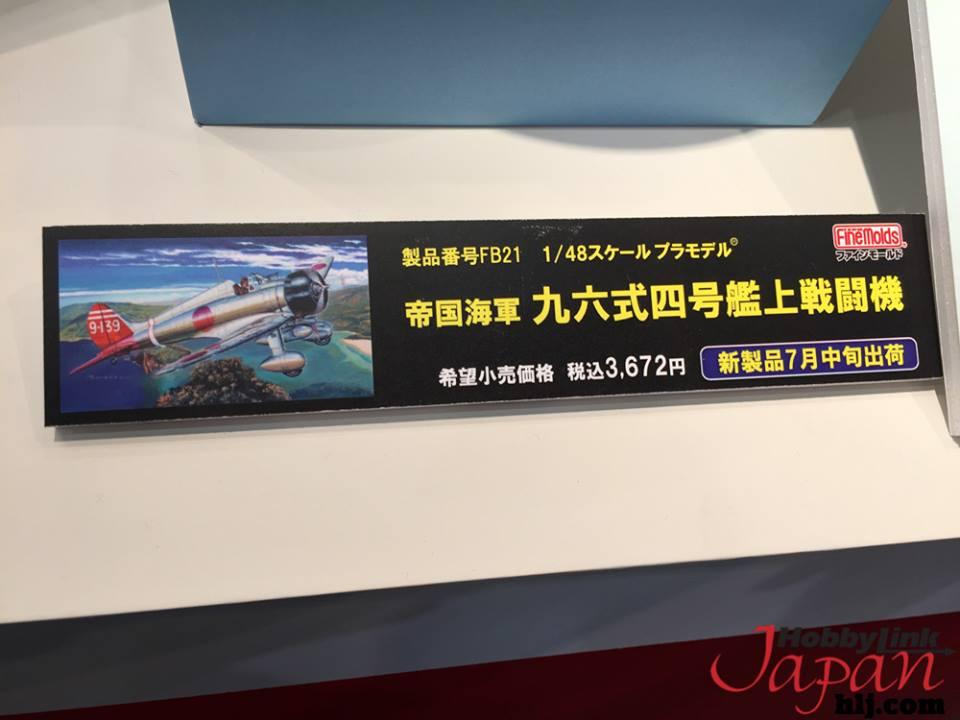 製品番号FB21 1/48スケール プラモデル®
FineMolds
ファインモールド
帝国海軍 九六式四号艦上戦闘機
希望小売価格 税込3,672円
新製品7月中旬出荷
9-139
HobbyLink
Japan
hlj.com